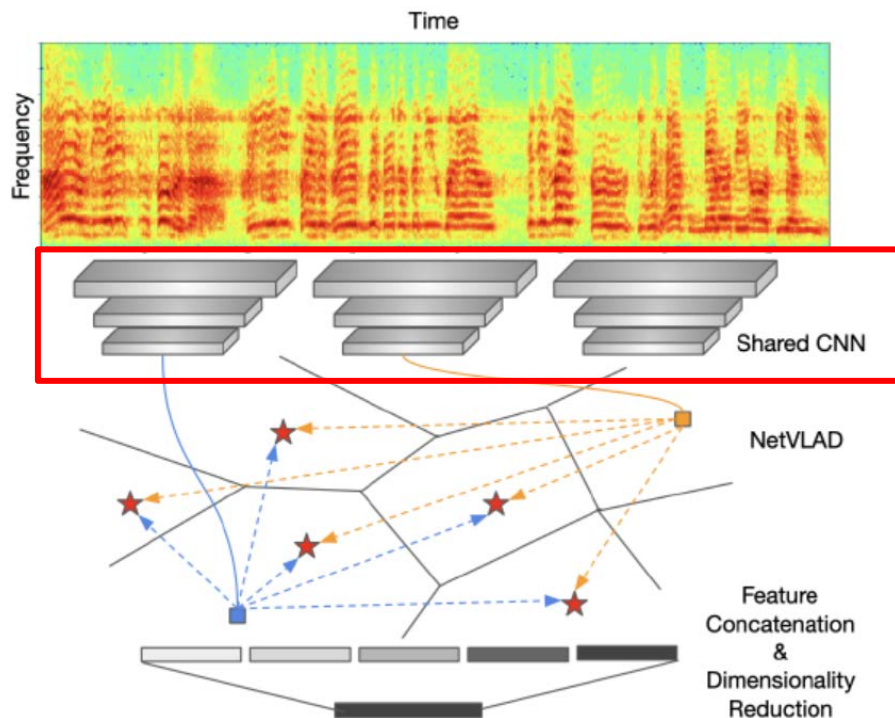 Time
Frequency
Shared CNN
NetVLAD
Feature
Concatenation
&
Dimensionality
Reduction